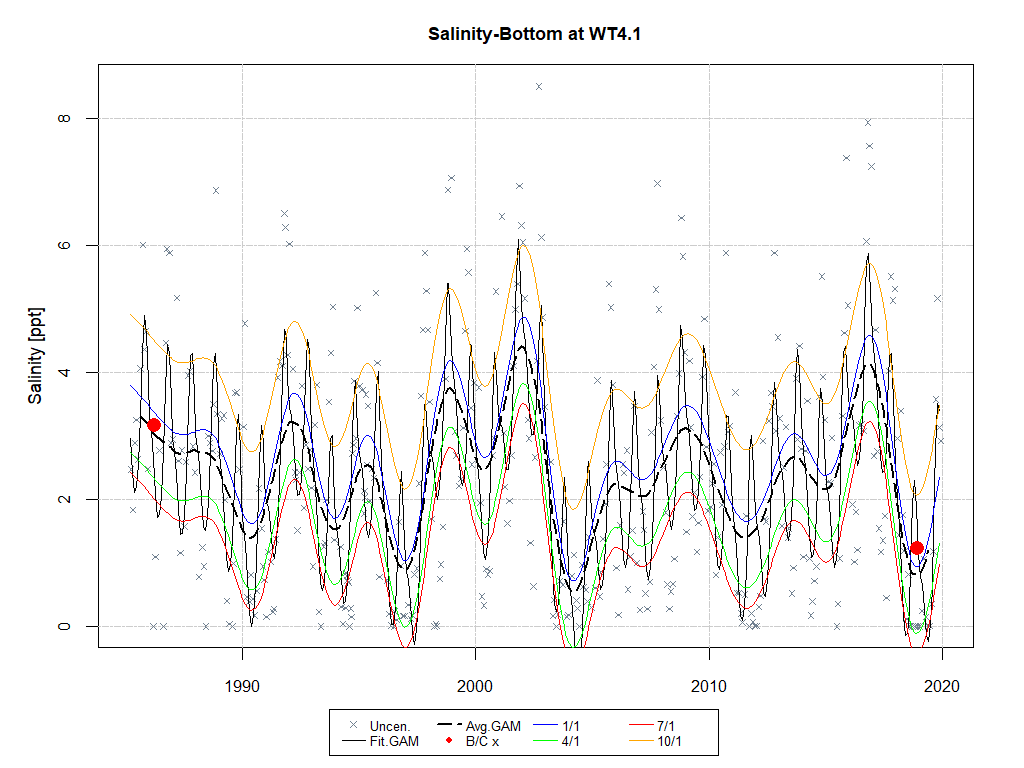 Salinity-Bottom at WT4.1
Salinity [ppt]
8
6
4
2
0
1990 2000 2010 2020
Uncen. Avg.GAM 1/1 7/1
Fit.GAM B/C x 4/1 10/1